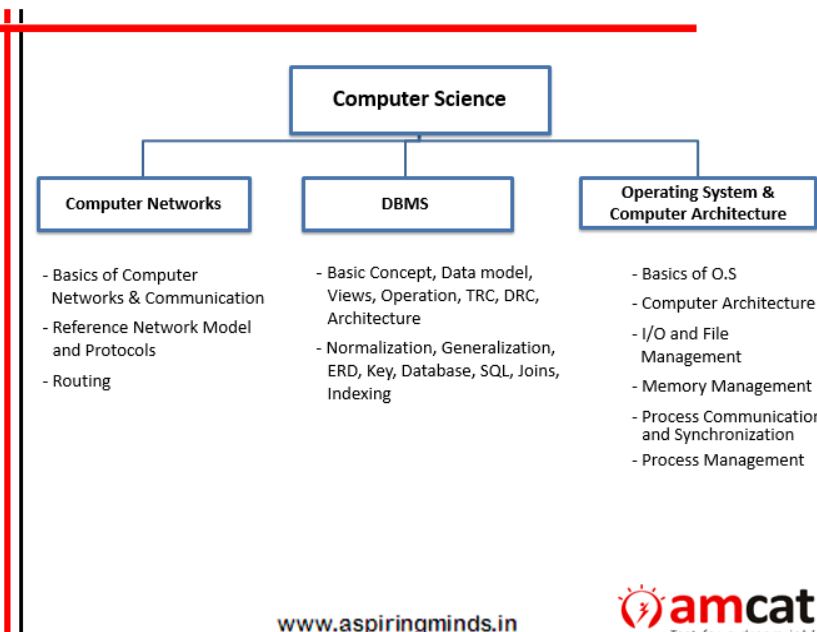 Computer Science
Computer Networks
- Basics of Computer
Networks & Communication
- Reference Network Model
and Protocols
- Routing
DBMS
- Basic Concept, Data model,
Views, Operation, TRC, DRC,
Architecture
- Normalization, Generalization,
ERD, Key, Database, SQL, Joins,
Indexing
Operating System &
Computer Architecture
- Basics of O.S
- Computer Architecture
- I/O and File
Management
- Memory Management
- Process Communication
and Synchronization
- Process Management
www.aspiringminds.in
amcat